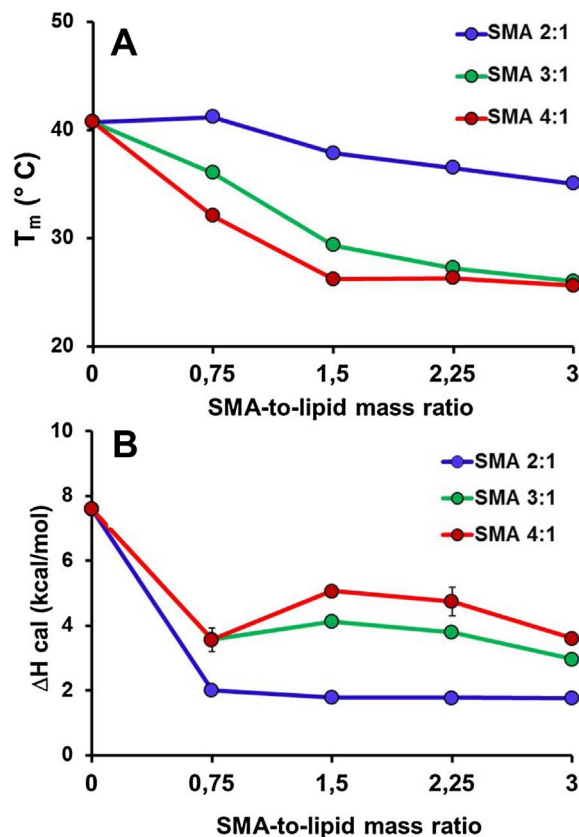 50
A
SMA 2:1
SMA 3:1
SMA 4:1
40
30
20
Tm (° C)
0 0,75 1,5 2,25 3
SMA-to-lipid mass ratio
10
B
SMA 2:1
SMA 3:1
SMA 4:1
8
6
4
2
0
ΔH cal (kcal/mol)
0 0,75 1,5 2,25 3
SMA-to-lipid mass ratio